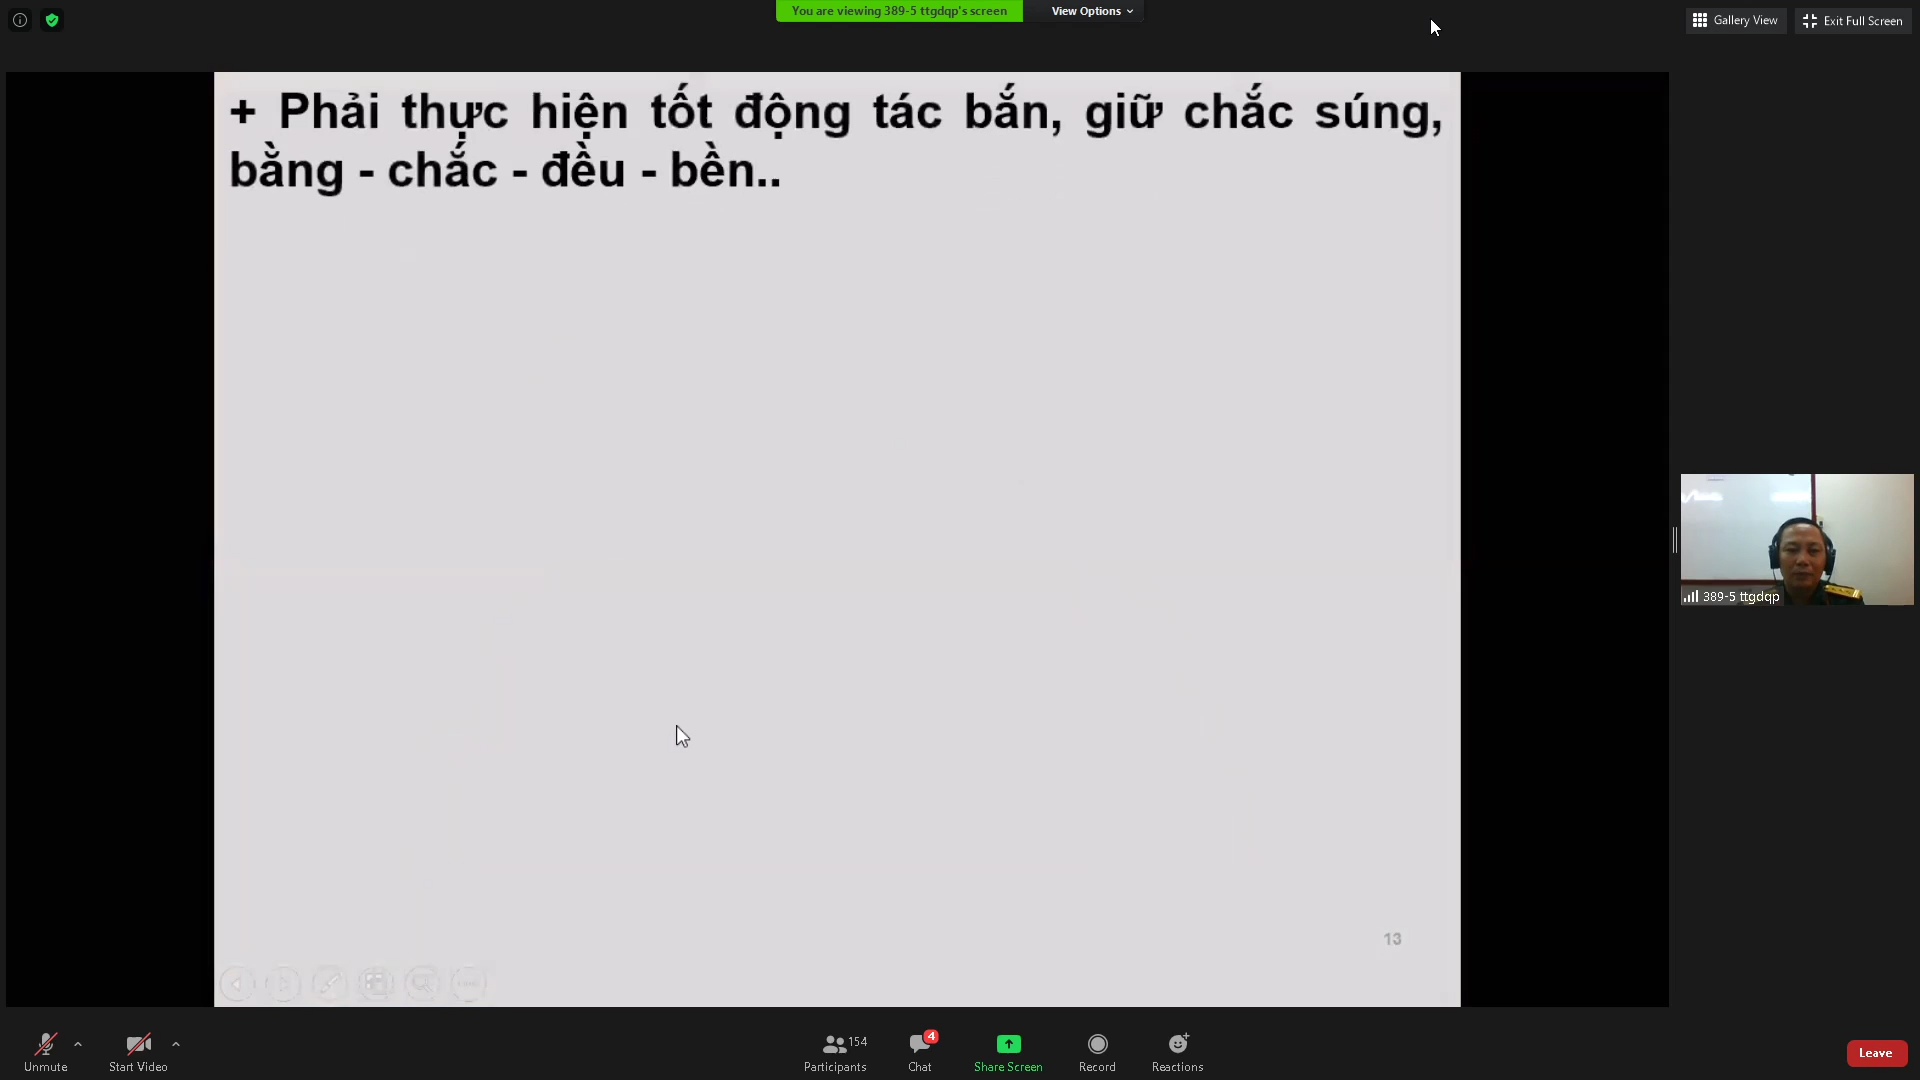 You are viewing 389-5 ttgdqp's screen
View Options
Gallery View
Exit Full Screen
+ Phải thực hiện tốt động tác bắn, giữ chắc súng,
bằng - chắc - đều - bền..
389-5 ttgdqp
13
Unmute
Start Video
154
Participants
4
Chat
Share Screen
Record
Reactions
Leave